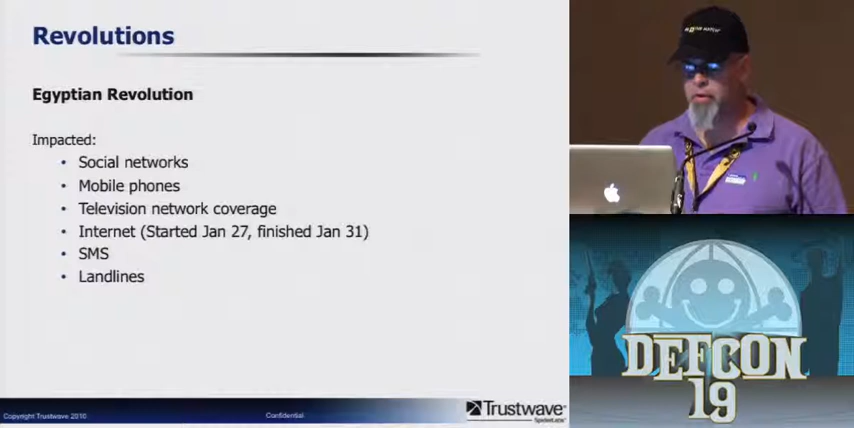 Revolutions
Egyptian Revolution
Impacted:
• Social networks
• Mobile phones
• Television network coverage
• Internet (Started Jan 27, finished Jan 31)
• SMS
• Landlines
Copyright Trustwave 2010
Confidential
Trustwave
SpiderLabs
DEFCON
19